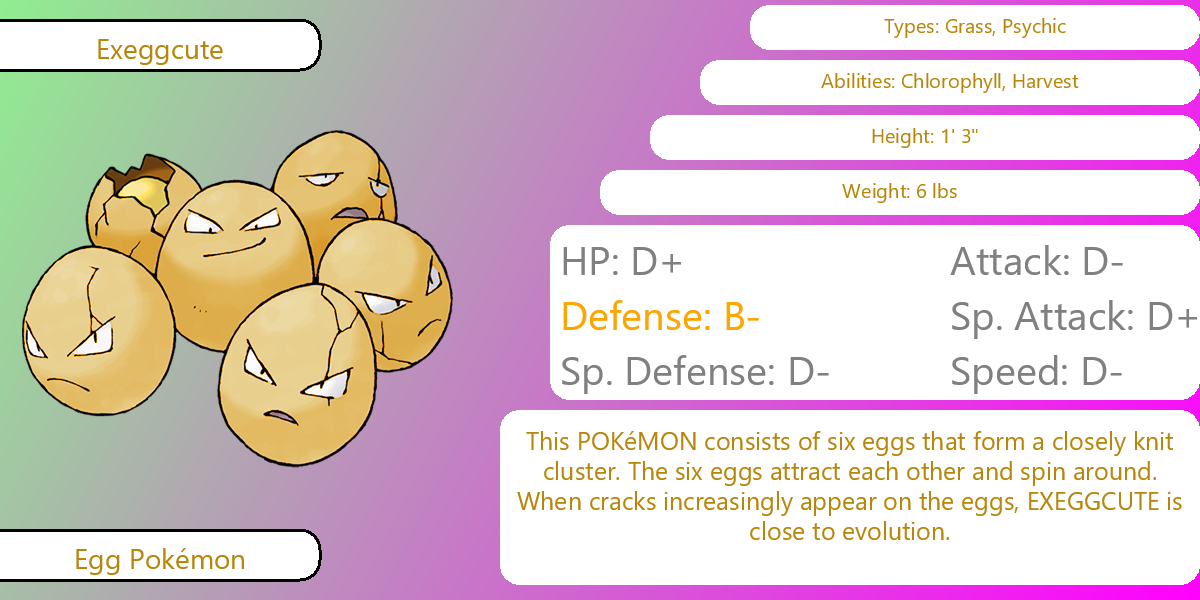 Exeggcute
Types: Grass, Psychic
Abilities: Chlorophyll, Harvest
Height: 1' 3"
Weight: 6 lbs
HP: D+
Attack: D-
Defense: B-
Sp. Attack: D+
Sp. Defense: D-
Speed: D-
This POKéMON consists of six eggs that form a closely knit
cluster. The six eggs attract each other and spin around.
When cracks increasingly appear on the eggs, EXEGGCUTE is
close to evolution.
Egg Pokémon